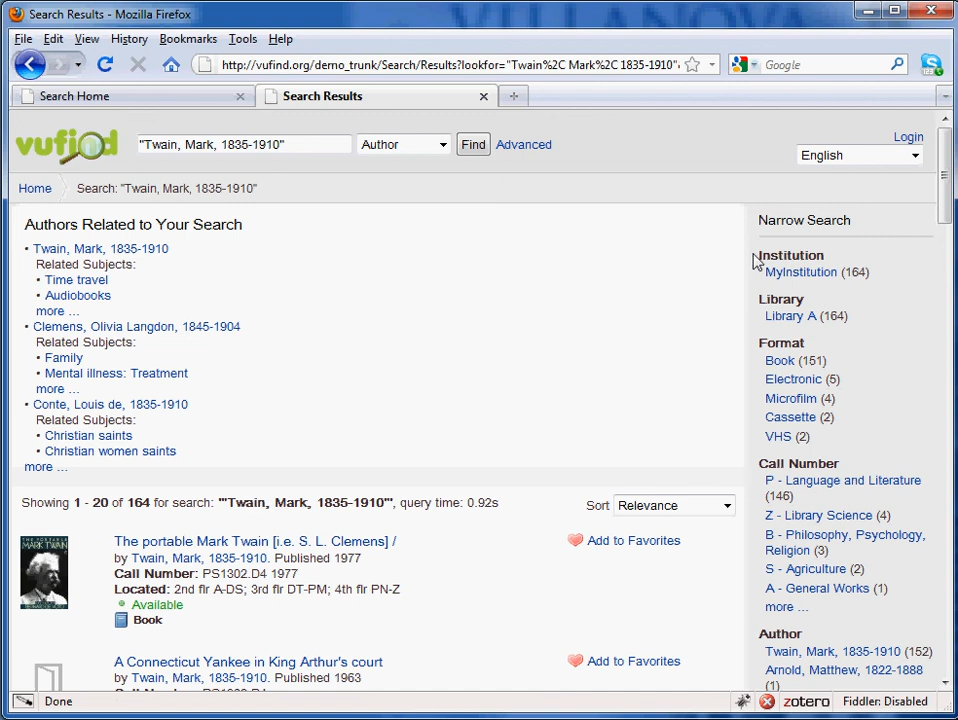 VILLANOVA
Search Results - Mozilla Firefox
File Edit View History Bookmarks Tools Help
http://vufind.org/demo_trunk/Search/Results?lookfor="Twain%2C Mark%2C 1835-1910"
Google
Search Home
Search Results
vufind
"Twain, Mark, 1835-1910"
Author
Find
Advanced
Login
English
Home
Search: "Twain, Mark, 1835-1910"
Authors Related to Your Search
• Twain, Mark, 1835-1910
Related Subjects:
• Time travel
• Audiobooks
more ...
• Clemens, Olivia Langdon, 1845-1904
Related Subjects:
• Family
• Mental illness: Treatment
more ...
• Conte, Louis de, 1835-1910
Related Subjects:
• Christian saints
• Christian women saints
more ...
Showing 1 - 20 of 164 for search: '"Twain, Mark, 1835-1910"', query time: 0.92s
Sort
Relevance
THE PORTABLE
MARK TWAIN
The portable Mark Twain [i.e. S. L. Clemens] /
by Twain, Mark, 1835-1910. Published 1977
Call Number: PS1302.D4 1977
Located: 2nd flr A-DS; 3rd flr DT-PM; 4th flr PN-Z
Available
Book
Add to Favorites
A Connecticut Yankee in King Arthur's court
by Twain, Mark, 1835-1910. Published 1963
Add to Favorites
Narrow Search
Institution
MyInstitution (164)
Library
Library A (164)
Format
Book (151)
Electronic (5)
Microfilm (4)
Cassette (2)
VHS (2)
Call Number
P - Language and Literature
(146)
Z - Library Science (4)
B - Philosophy, Psychology,
Religion (3)
S - Agriculture (2)
A - General Works (1)
more ...
Author
Twain, Mark, 1835-1910 (152)
Arnold, Matthew, 1822-1888
(1)
Done
zotero
Fiddler: Disabled